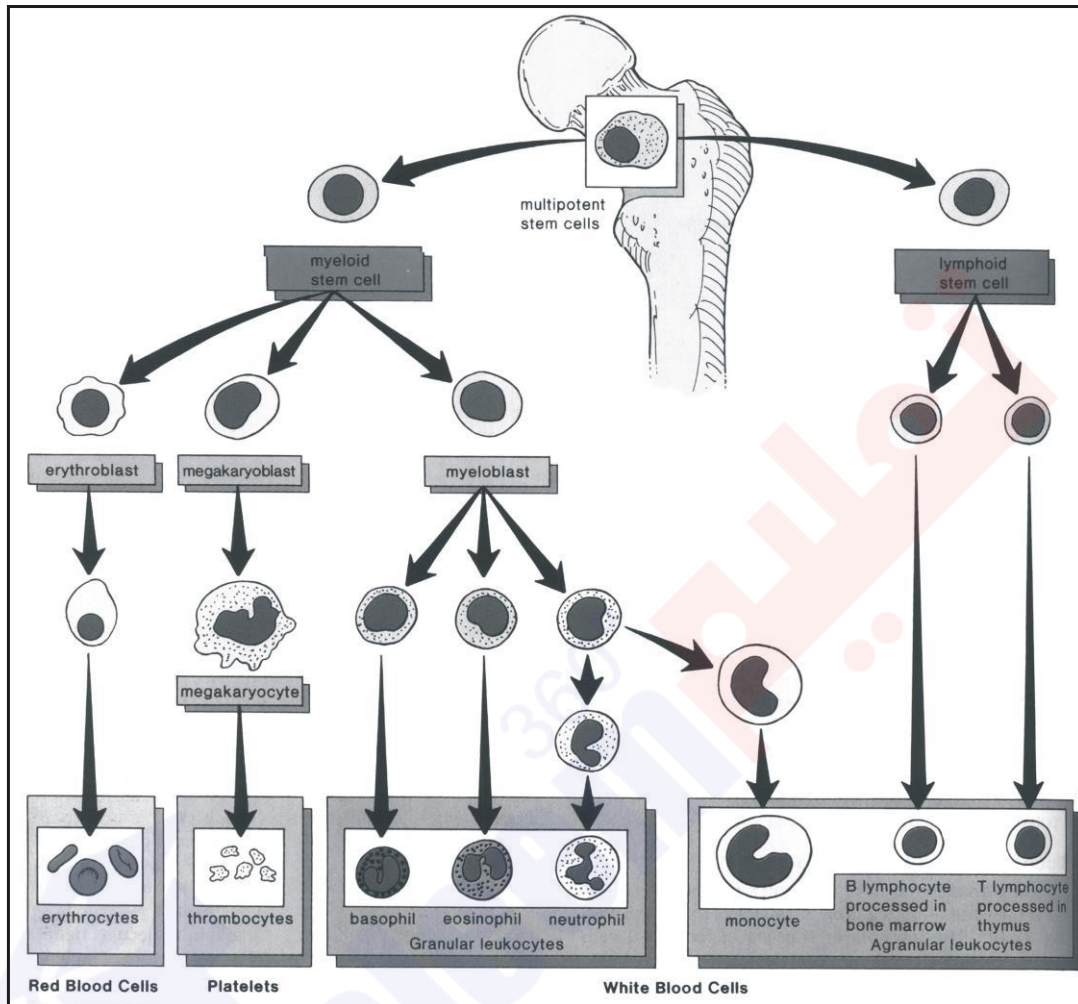 multipotent
stem cells
myeloid
stem cell
lymphoid
stem cell
erythroblast
megakaryoblast
myeloblast
megakaryocyte
360
erythrocytes
thrombocytes
basophil
eosinophil
neutrophil
Granular leukocytes
monocyte
B lymphocyte
processed in
bone marrow
T lymphocyte
processed in
thymus
Agranular leukocytes
Red Blood Cells
Platelets
White Blood Cells